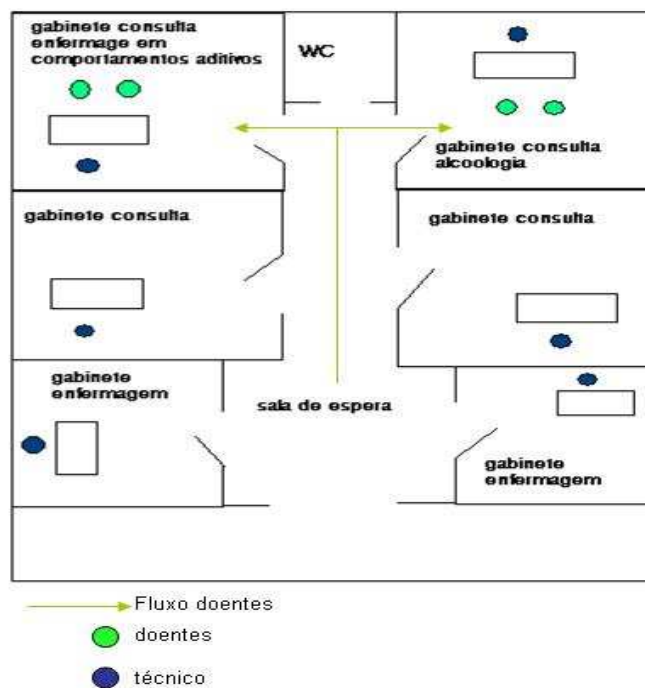 gabinete consulta
enfermage em
comportamentos aditivos
WC
gabinete consulta
alcoologia
gabinete consulta
gabinete consulta
gabinete
enfermagem
sala de espera
gabinete
enfermagem
Fluxo doentes
doentes
técnico